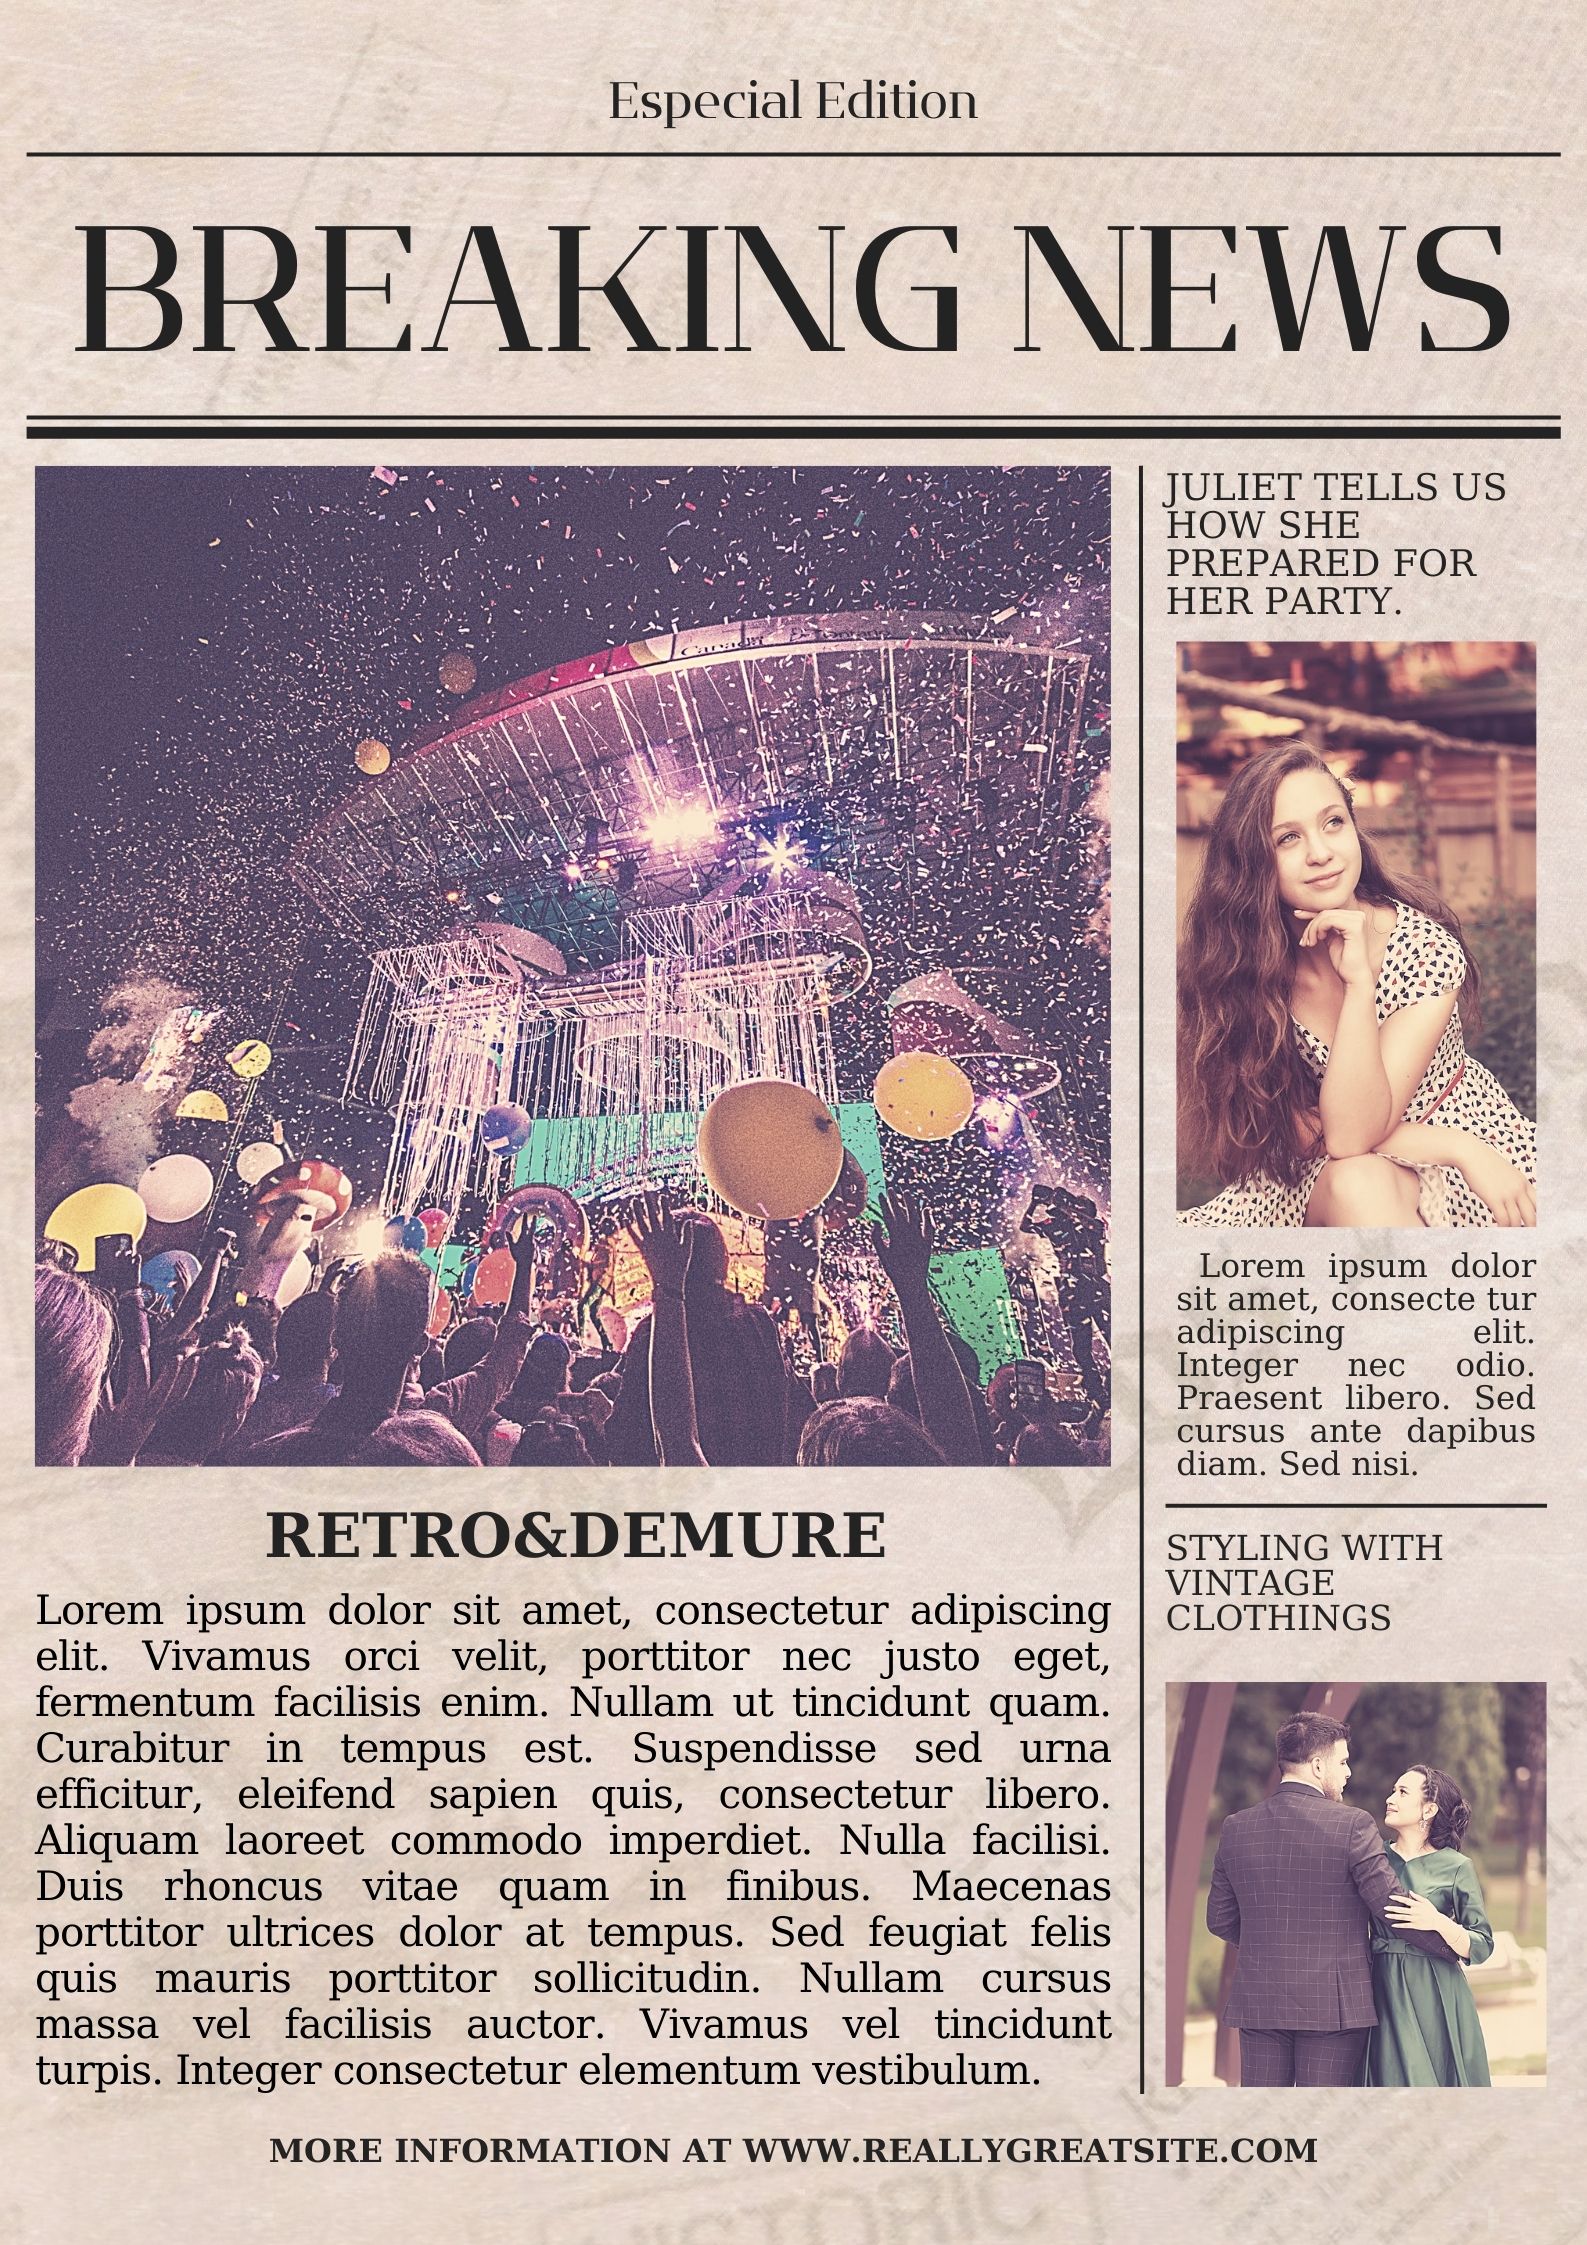 Especial Edition
BREAKING NEWS
Canada
RETRO&DEMURE
Lorem ipsum dolor sit amet, consectetur adipiscing
elit. Vivamus orci velit, porttitor nec justo eget,
fermentum facilisis enim. Nullam ut tincidunt quam.
Curabitur in tempus est. Suspendisse sed urna
efficitur, eleifend sapien quis, consectetur libero.
Aliquam laoreet commodo imperdiet. Nulla facilisi.
Duis rhoncus vitae quam in finibus. Maecenas
porttitor ultrices dolor at tempus. Sed feugiat felis
quis mauris porttitor sollicitudin. Nullam cursus
massa vel facilisis auctor. Vivamus vel tincidunt
turpis. Integer consectetur elementum vestibulum.
JULIET TELLS US
HOW SHE
PREPARED FOR
HER PARTY.
Lorem ipsum dolor
sit amet, consecte tur
adipiscing elit.
Integer nec odio.
Praesent libero. Sed
cursus ante dapibus
diam. Sed nisi.
STYLING WITH
VINTAGE
CLOTHINGS
MORE INFORMATION AT WWW.REALLYGREATSITE.COM